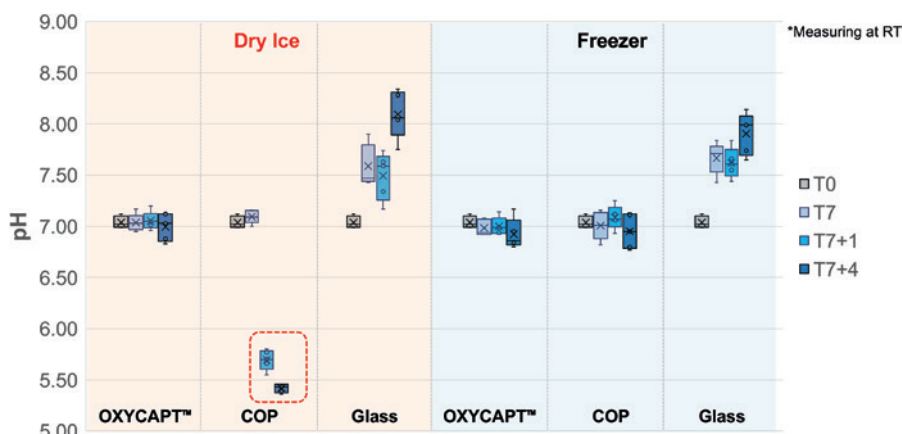 Dry Ice
Freezer
*Measuring at RT
pH
9.00
8.50
8.00
7.50
7.00
6.50
6.00
5.50
5.00
OXYCAPT™
COP
Glass
OXYCAPT™
COP
Glass
T0
T7
T7+1
T7+4